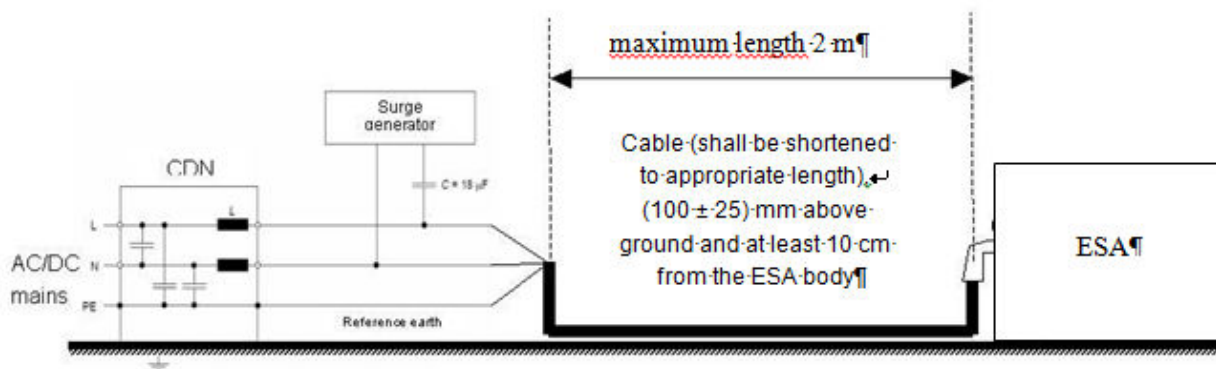 maximum·length·2·m¶
Surge
generator
Cable·(shall·be·shortened·
to·appropriate·length),↵
(100·±·25)·mm·above·
ground·and·at·least·10·cm·
from·the·ESA·body¶
CDN
C = 18 µF
L
L
AC/DC
mains
N
PE
ESA¶
Reference earth